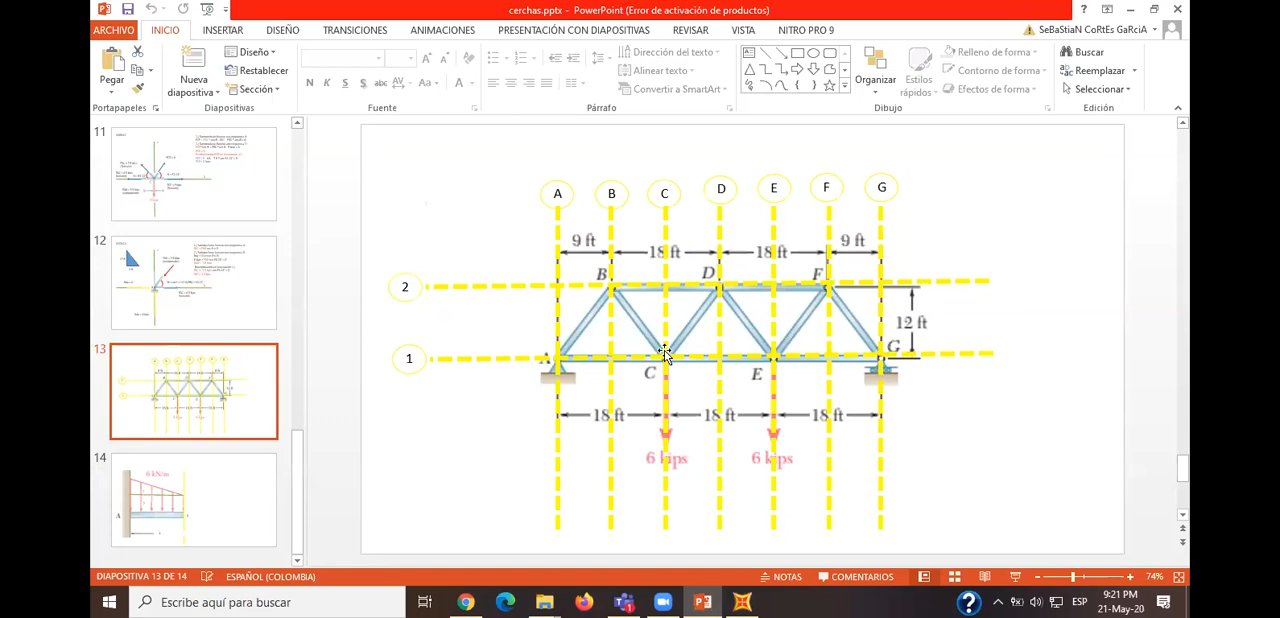 cerchas.pptx - PowerPoint (Error de activación de productos)
ARCHIVO INICIO INSERTAR DISEÑO TRANSICIONES ANIMACIONES PRESENTACIÓN CON DIAPOSITIVAS REVISAR VISTA NITRO PRO 9
SeBaStiaN CoRtÉs GaRcíA
Pegar
Nueva diapositiva
Diseño
Restablecer
Sección
N K S S abc AV Aa A
Dirección del texto
Alinear texto
Convertir a SmartArt
Organizar
Estilos rápidos
Relleno de forma
Contorno de forma
Efectos de forma
Buscar
Reemplazar
Seleccionar
Portapapeles Diapositivas Fuente Párrafo Dibujo Edición
11
12
13
14
6 kN/m
A
A B C D E F G
9 ft 18 ft 18 ft 9 ft
B D F
2
12 ft
1
A G
C E
18 ft 18 ft 18 ft
6 kips 6 kips
DIAPOSITIVA 13 DE 14 ESPAÑOL (COLOMBIA) NOTAS COMENTARIOS 74%
Escribe aquí para buscar
ESP
9:21 PM
21-May-20